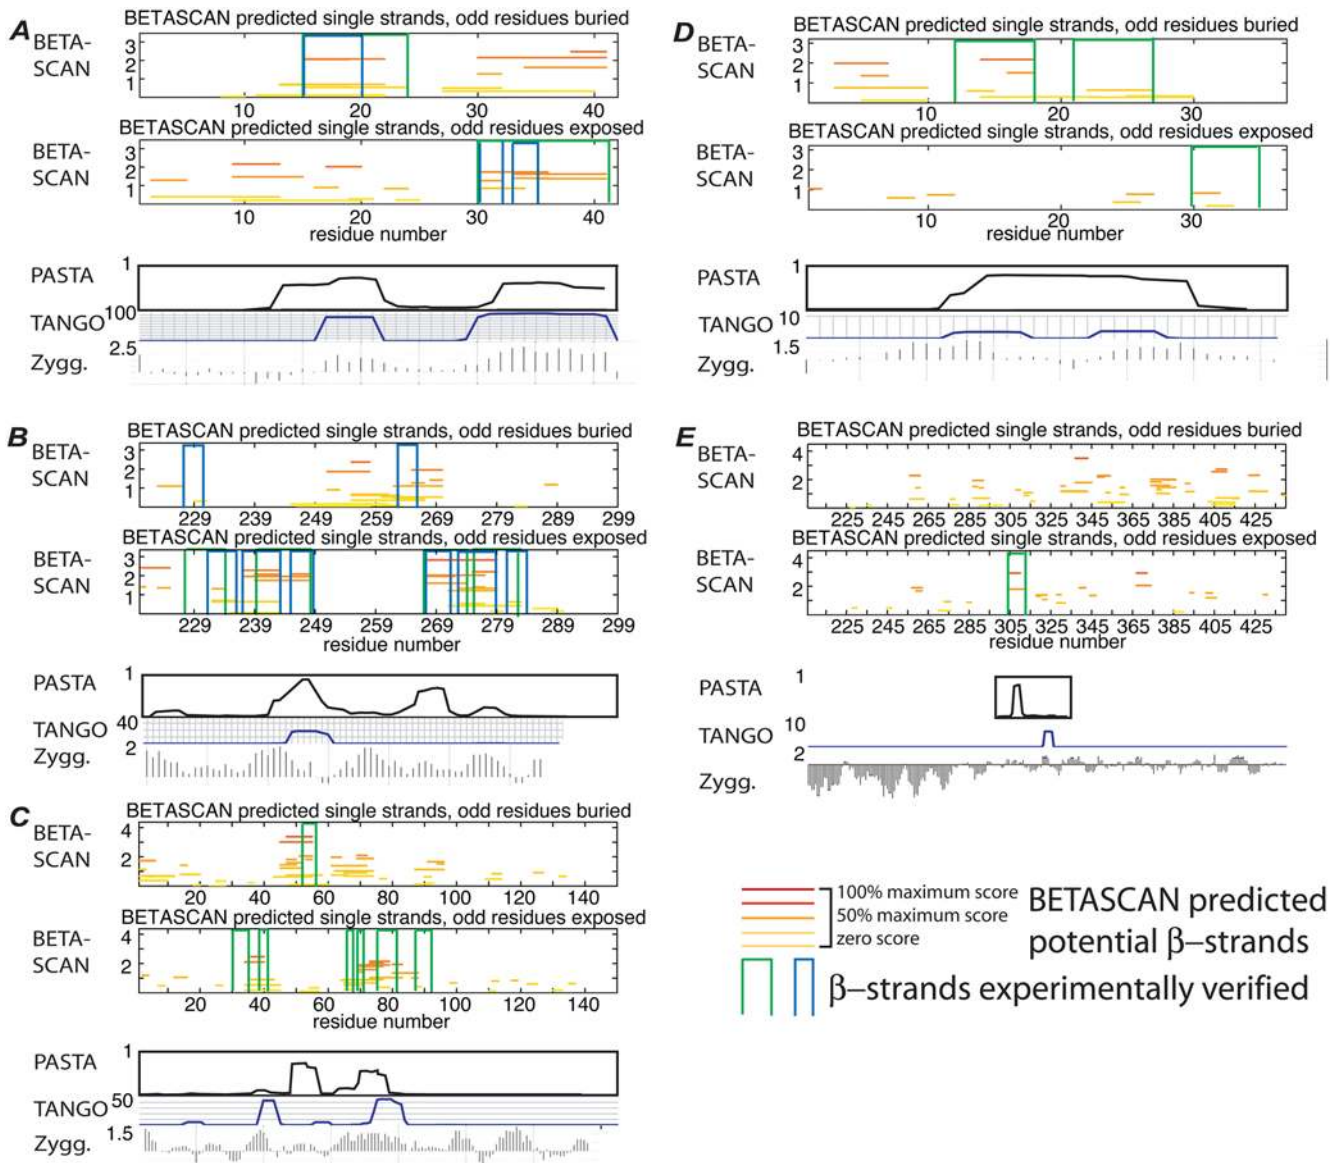 A
BETASCAN predicted single strands, odd residues buried
BETA-
SCAN
3
2
1
10 20 30 40
BETASCAN predicted single strands, odd residues exposed
BETA-
SCAN
3
2
1
10 20 30 40
residue number
PASTA
1
TANGO
100
Zygg.
2.5
B
BETASCAN predicted single strands, odd residues buried
BETA-
SCAN
3
2
1
229 239 249 259 269 279 289 299
BETASCAN predicted single strands, odd residues exposed
BETA-
SCAN
3
2
1
229 239 249 259 269 279 289 299
residue number
PASTA
1
TANGO
40
Zygg.
2
C
BETASCAN predicted single strands, odd residues buried
BETA-
SCAN
4
2
20 40 60 80 100 120 140
BETASCAN predicted single strands, odd residues exposed
BETA-
SCAN
4
2
20 40 60 80 100 120 140
residue number
PASTA
1
TANGO
50
Zygg.
1.5
D
BETASCAN predicted single strands, odd residues buried
BETA-
SCAN
3
2
1
10 20 30
BETASCAN predicted single strands, odd residues exposed
BETA-
SCAN
3
2
1
10 20 30
residue number
PASTA
1
TANGO
10
Zygg.
1.5
E
BETASCAN predicted single strands, odd residues buried
BETA-
SCAN
4
2
225 245 265 285 305 325 345 365 385 405 425
BETASCAN predicted single strands, odd residues exposed
BETA-
SCAN
4
2
225 245 265 285 305 325 345 365 385 405 425
residue number
PASTA
1
TANGO
10
Zygg.
2
100% maximum score
50% maximum score
zero score
BETASCAN predicted
potential β–strands
β–strands experimentally verified